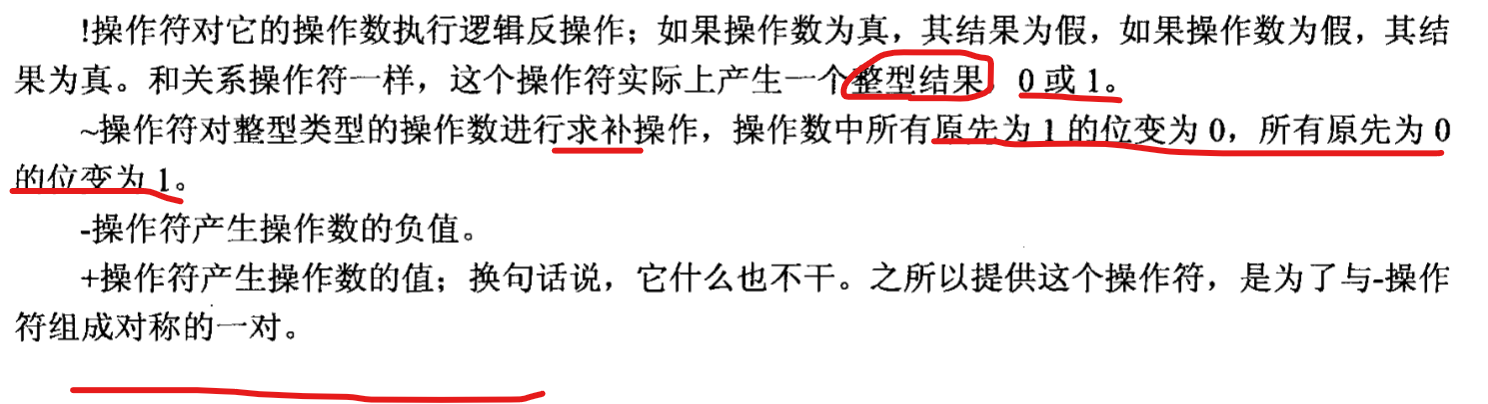 !操作符对它的操作数执行逻辑反操作；如果操作数为真，其结果为假，如果操作数为假，其结
果为真。和关系操作符一样，这个操作符实际上产生一个整型结果，0或1。
~操作符对整型类型的操作数进行求补操作，操作数中所有原先为1的位变为0，所有原先为0
的位变为1。
-操作符产生操作数的负值。
+操作符产生操作数的值；换句话说，它什么也不干。之所以提供这个操作符，是为了与-操作
符组成对称的一对。